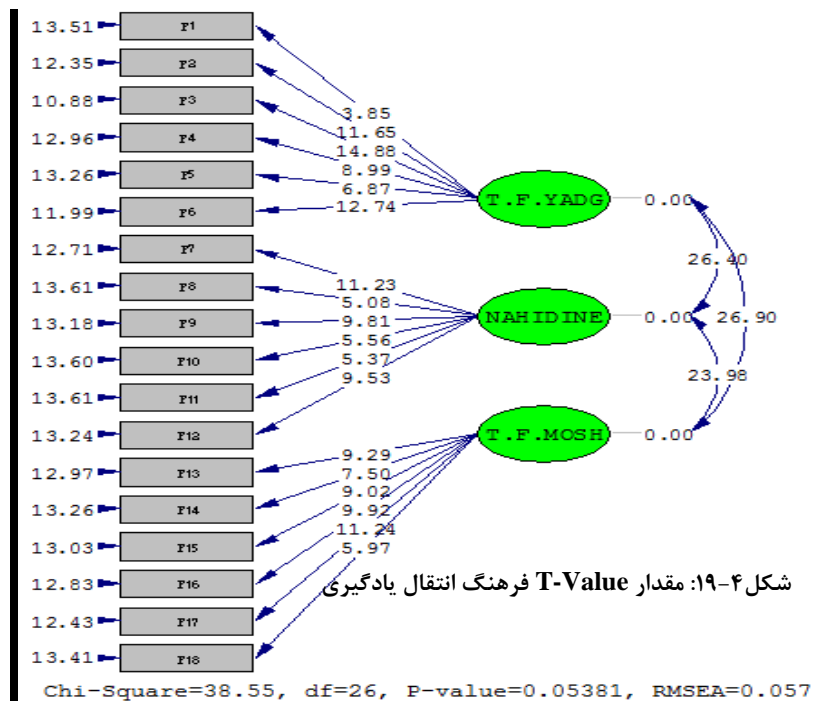 13.51 F1
12.35 F2
10.88 F3
3.85
11.65
12.96 F4
14.88
8.99
13.26 F5
6.87
T.F.YADG 0.00
11.99 F6
12.74
12.71 F7
26.40
13.61 F8
11.23
5.08
13.18 F9
9.81
NAHIDINE 0.00 26.90
13.60 F10
5.56
5.37
23.98
13.61 F11
9.53
13.24 F12
T.F.MOSH 0.00
12.97 F13
9.29
7.50
13.26 F14
9.02
9.92
13.03 F15
11.24
5.97
12.83 F16
شکل۴-۱۹: مقدار T-Value فرهنگ انتقال یادگیری
12.43 F17
13.41 F18
Chi-Square=38.55, df=26, P-value=0.05381, RMSEA=0.057